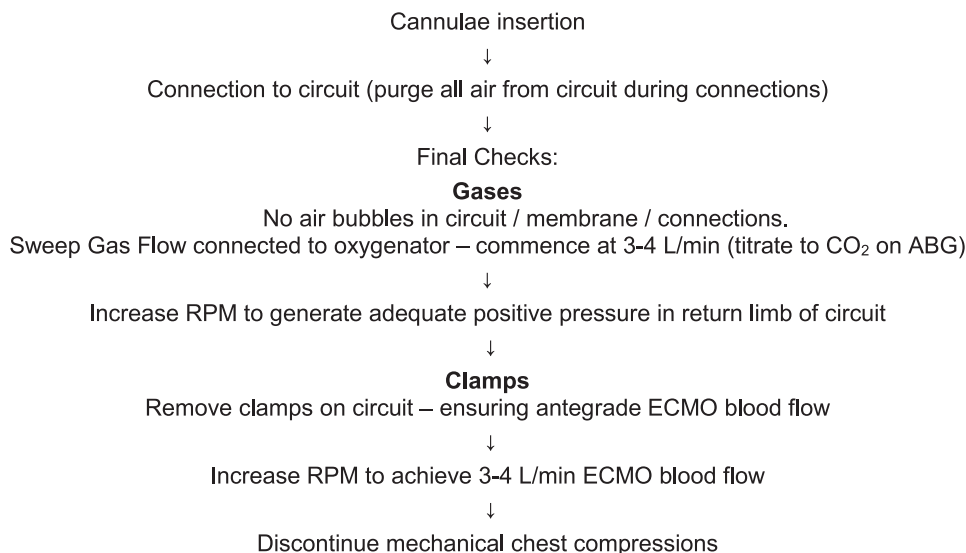 Cannulae insertion
↓
Connection to circuit (purge all air from circuit during connections)
↓
Final Checks:
Gases
No air bubbles in circuit / membrane / connections.
Sweep Gas Flow connected to oxygenator – commence at 3-4 L/min (titrate to CO₂ on ABG)
↓
Increase RPM to generate adequate positive pressure in return limb of circuit
↓
Clamps
Remove clamps on circuit – ensuring antegrade ECMO blood flow
↓
Increase RPM to achieve 3-4 L/min ECMO blood flow
↓
Discontinue mechanical chest compressions